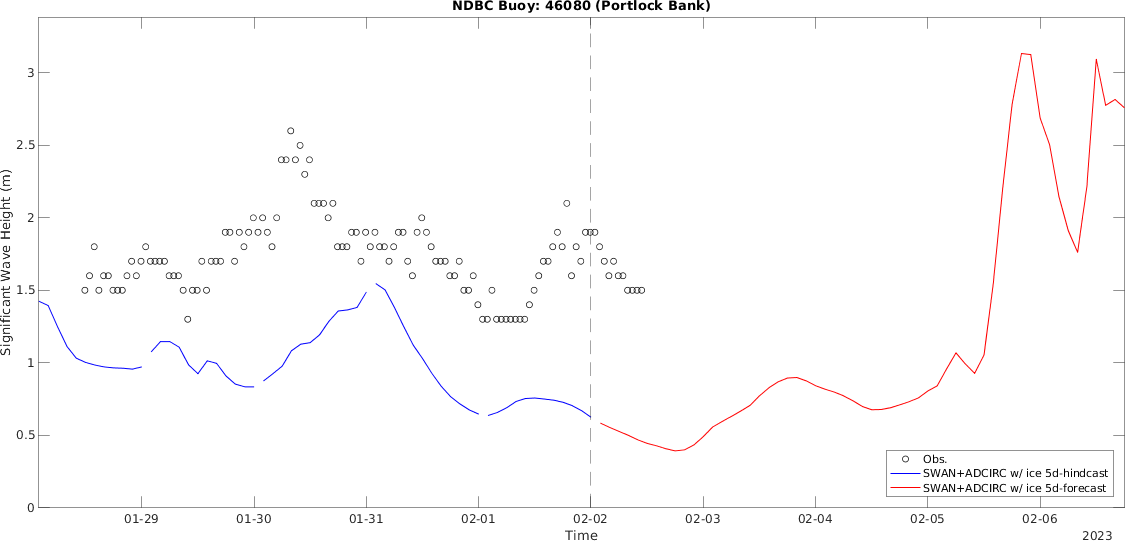 NDBC Buoy: 46080 (Portlock Bank)
Significant Wave Height (m)
3
2.5
2
1.5
1
0.5
0
Obs.
SWAN+ADCIRC w/ ice 5d-hindcast
SWAN+ADCIRC w/ ice 5d-forecast
01-29 01-30 01-31 02-01 02-02 02-03 02-04 02-05 02-06
Time
2023